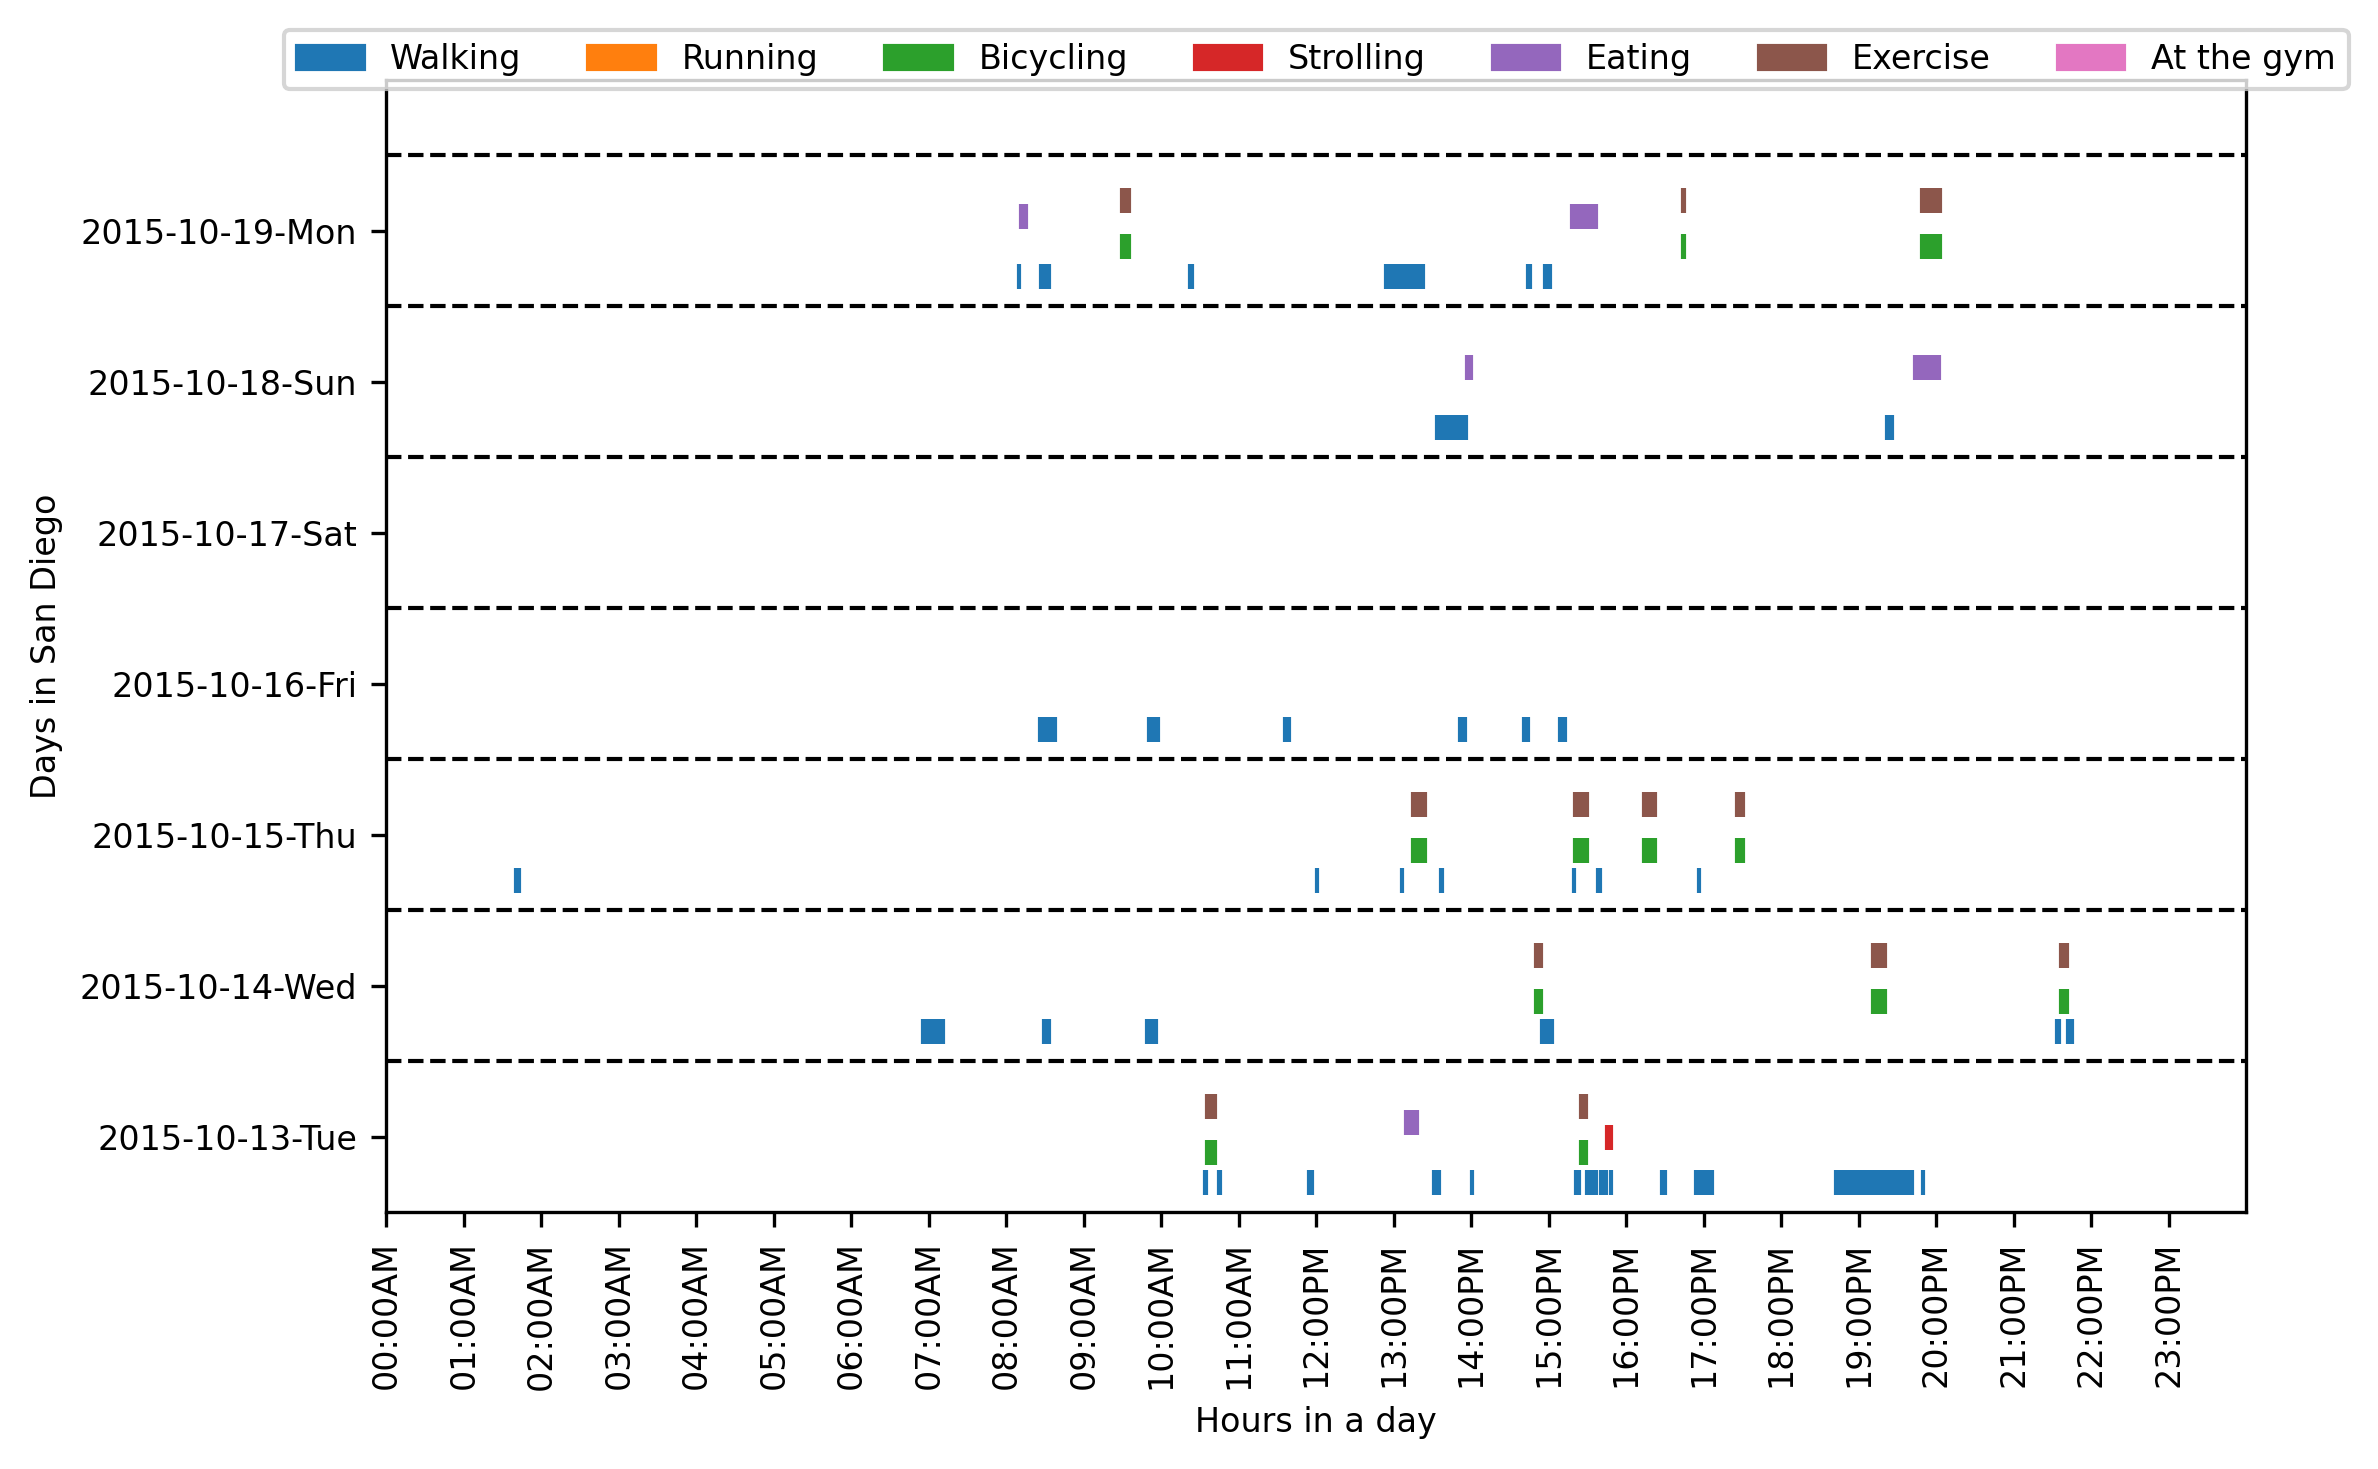 Walking Running Bicycling Strolling Eating Exercise At the gym
2015-10-19-Mon
2015-10-18-Sun
2015-10-17-Sat
2015-10-16-Fri
2015-10-15-Thu
2015-10-14-Wed
2015-10-13-Tue
Days in San Diego
00:00AM
01:00AM
02:00AM
03:00AM
04:00AM
05:00AM
06:00AM
07:00AM
08:00AM
09:00AM
10:00AM
11:00AM
12:00PM
13:00PM
14:00PM
15:00PM
16:00PM
17:00PM
18:00PM
19:00PM
20:00PM
21:00PM
22:00PM
23:00PM
Hours in a day